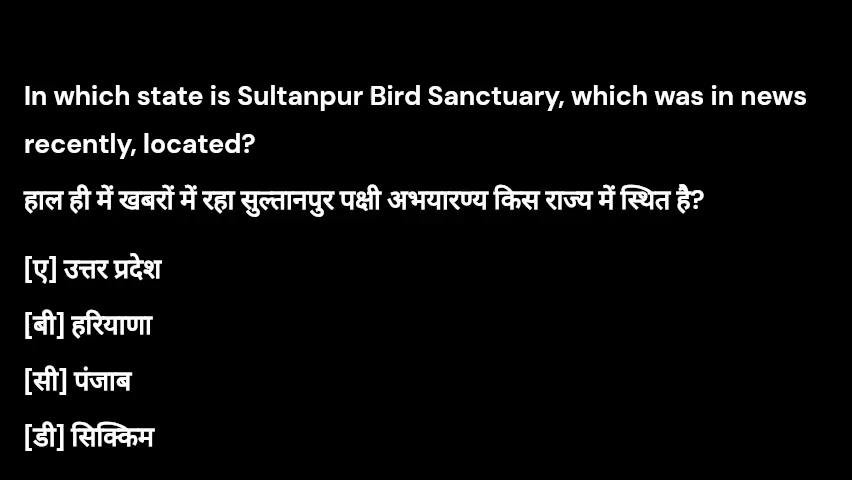 In which state is Sultanpur Bird Sanctuary, which was in news
recently, located?
हाल ही में खबरों में रहा सुल्तानपुर पक्षी अभयारण्य किस राज्य में स्थित है?
[ए] उत्तर प्रदेश
[बी] हरियाणा
[सी] पंजाब
[डी] सिक्किम